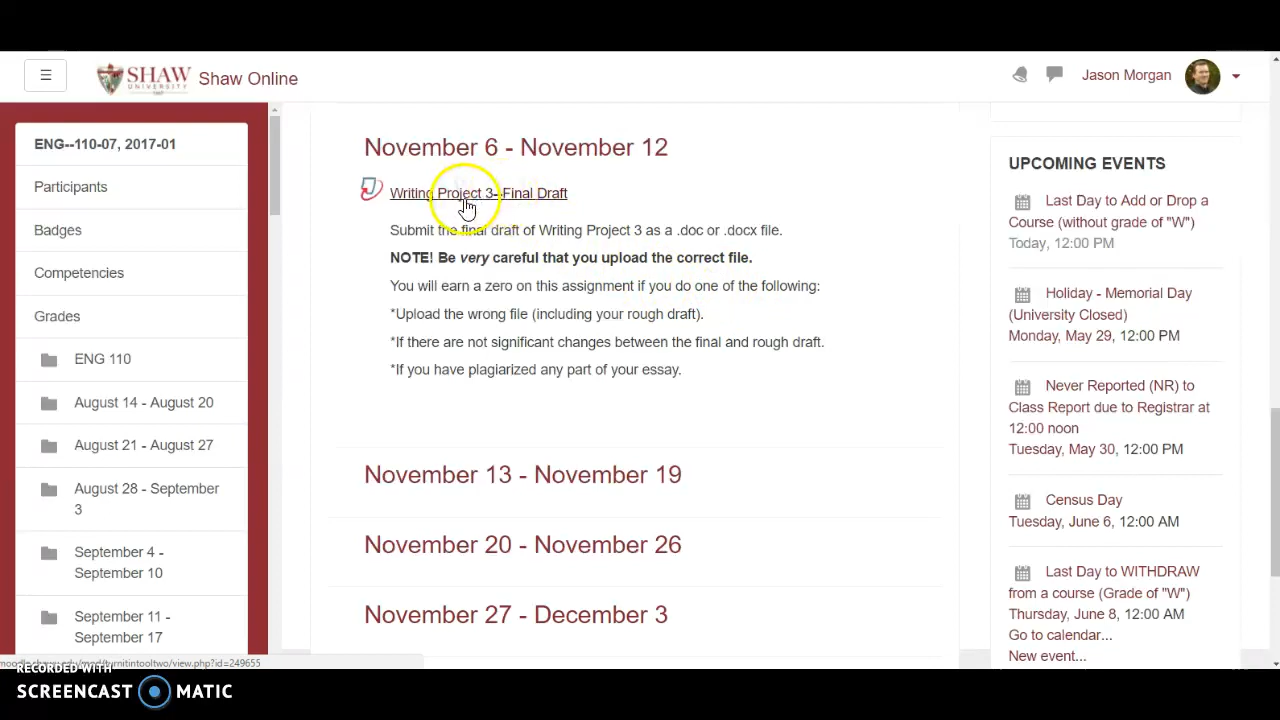 ☰
SHAW
UNIVERSITY
Shaw Online
Jason Morgan
ENG--110-07, 2017-01
Participants
Badges
Competencies
Grades
ENG 110
August 14 - August 20
August 21 - August 27
August 28 - September
3
September 4 -
September 10
September 11 -
September 17
November 6 - November 12
Writing Project 3--Final Draft
Submit the final draft of Writing Project 3 as a .doc or .docx file.
NOTE! Be very careful that you upload the correct file.
You will earn a zero on this assignment if you do one of the following:
*Upload the wrong file (including your rough draft).
*If there are not significant changes between the final and rough draft.
*If you have plagiarized any part of your essay.
November 13 - November 19
November 20 - November 26
November 27 - December 3
UPCOMING EVENTS
Last Day to Add or Drop a
Course (without grade of "W")
Today, 12:00 PM
Holiday - Memorial Day
(University Closed)
Monday, May 29, 12:00 PM
Never Reported (NR) to
Class Report due to Registrar at
12:00 noon
Tuesday, May 30, 12:00 PM
Census Day
Tuesday, June 6, 12:00 AM
Last Day to WITHDRAW
from a course (Grade of "W")
Thursday, June 8, 12:00 AM
Go to calendar...
New event...
moodle.shawu.edu/mod/turnitintooltwo/view.php?id=249655
RECORDED WITH
SCREENCAST MATIC